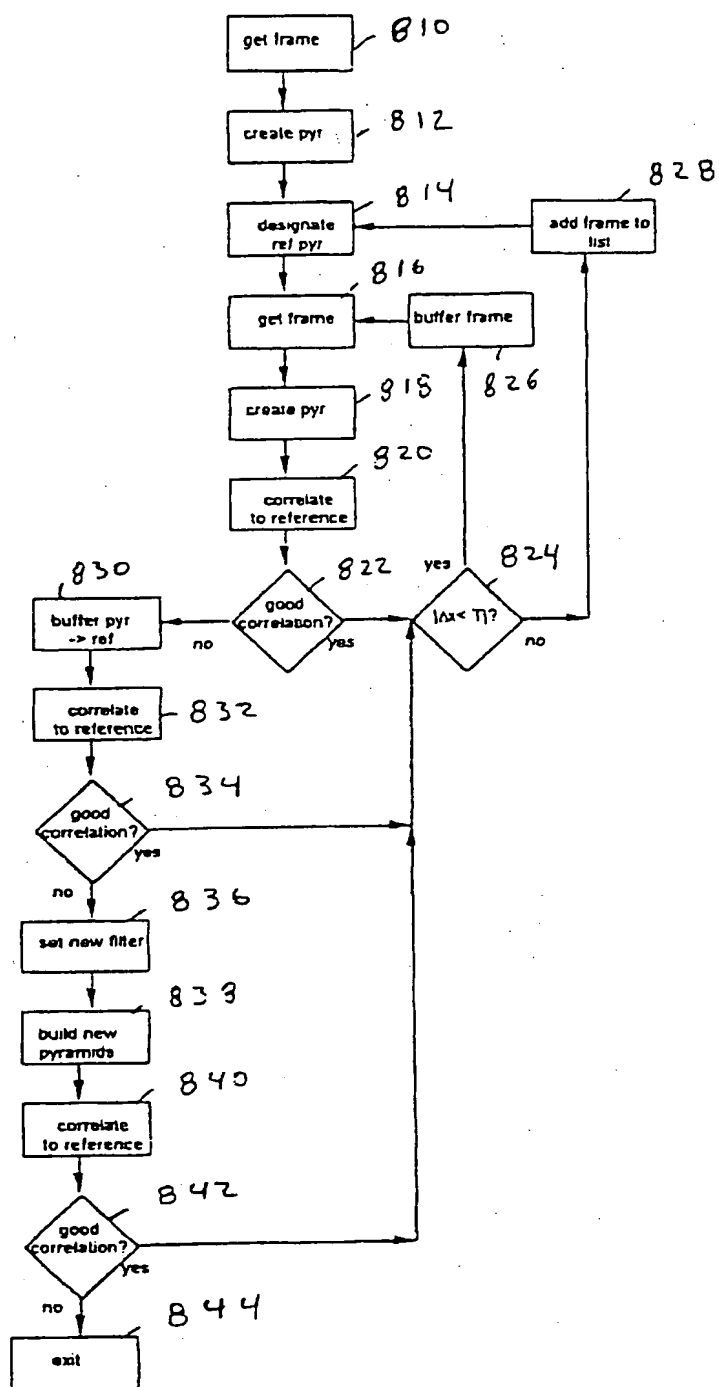 get frame
810
create pyr
812
designate
ref pyr
814
add frame to
list
828
816
get frame
buffer frame
826
818
create pyr
820
correlate
to reference
830
822
yes
824
buffer pyr
-> ref
no
good
correlation?
yes
|Δx< T|?
no
correlate
to reference
832
834
good
correlation?
yes
no
836
set new filter
838
build new
pyramids
840
correlate
to reference
842
good
correlation?
yes
no
844
exit